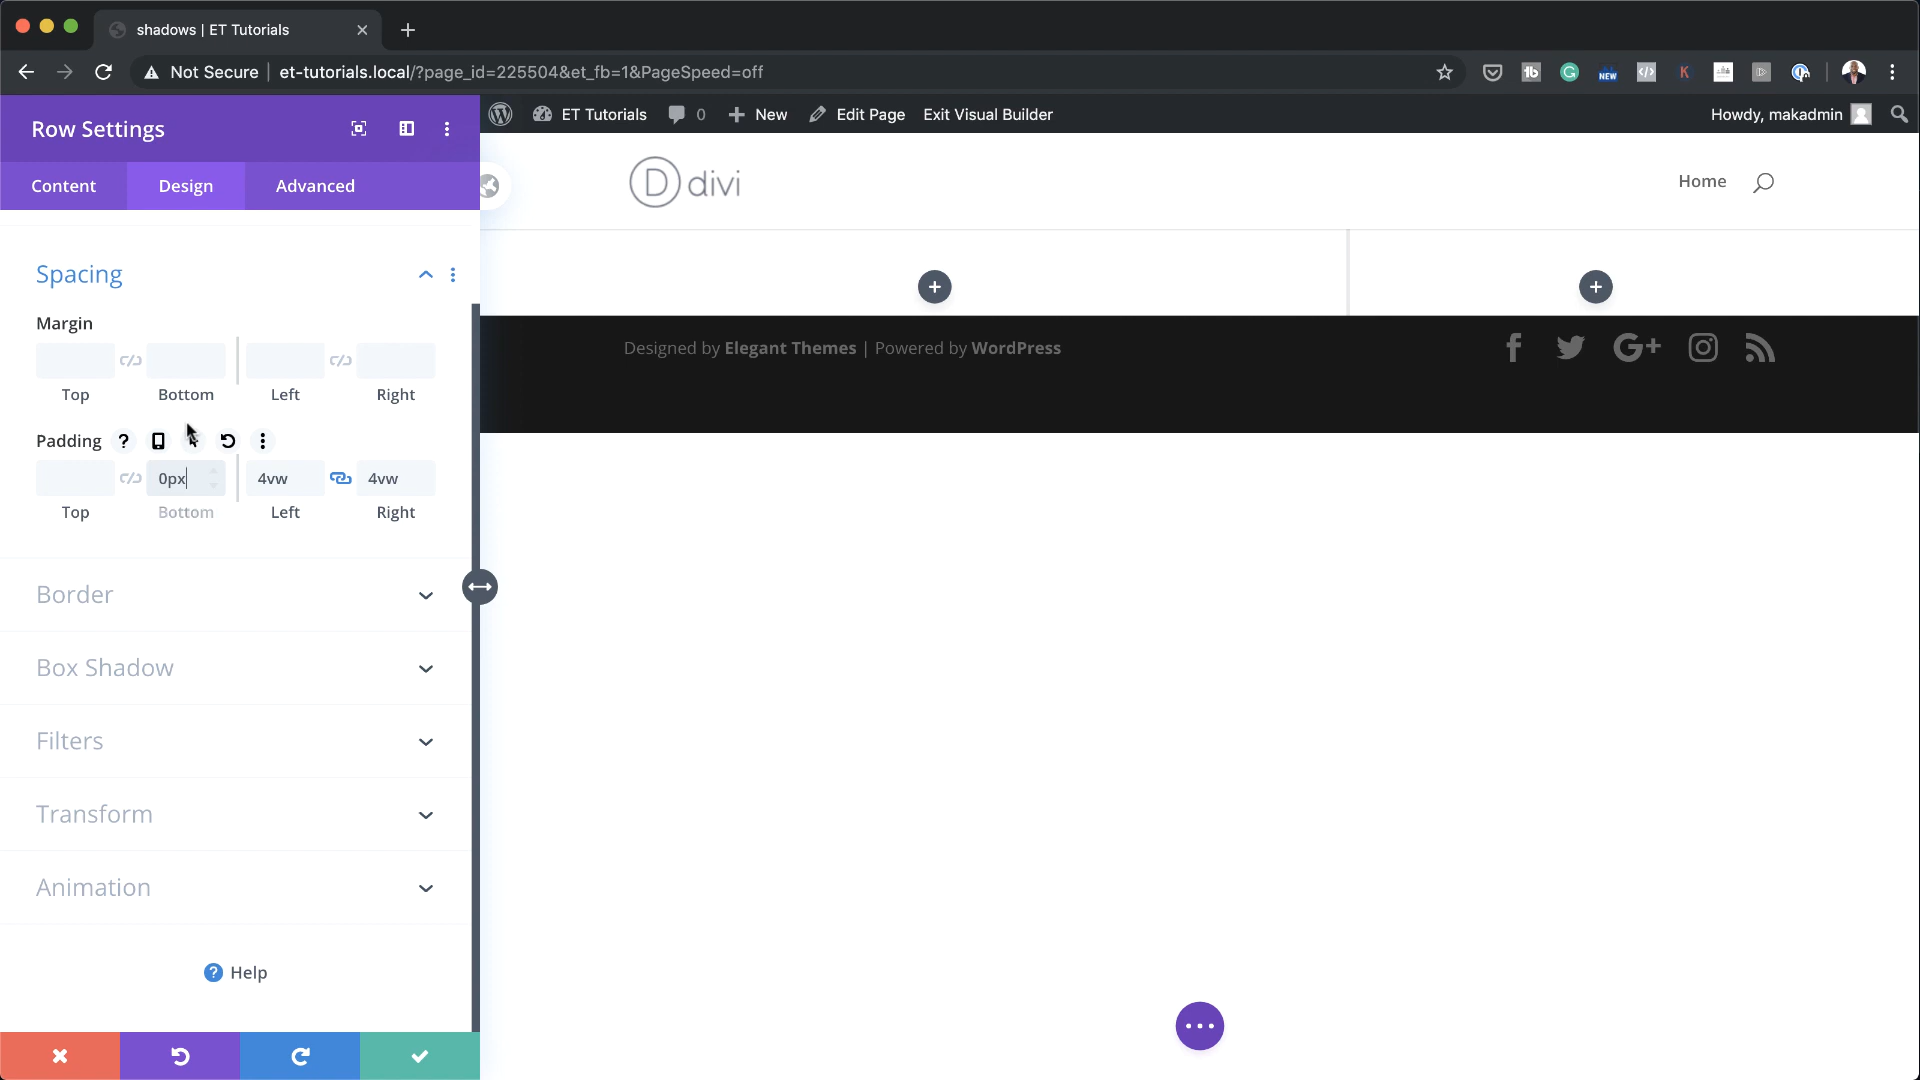 shadows | ET Tutorials
Not Secure | et-tutorials.local/?page_id=225504&et_fb=1&PageSpeed=off
NEW
K
Row Settings
ET Tutorials 0 New Edit Page Exit Visual Builder
Howdy, makadmin
Content Design Advanced
divi
Home
Spacing
Margin
Top Bottom Left Right
Padding ?
0px 4vw 4vw
Top Bottom Left Right
Designed by Elegant Themes | Powered by WordPress
Border
Box Shadow
Filters
Transform
Animation
? Help